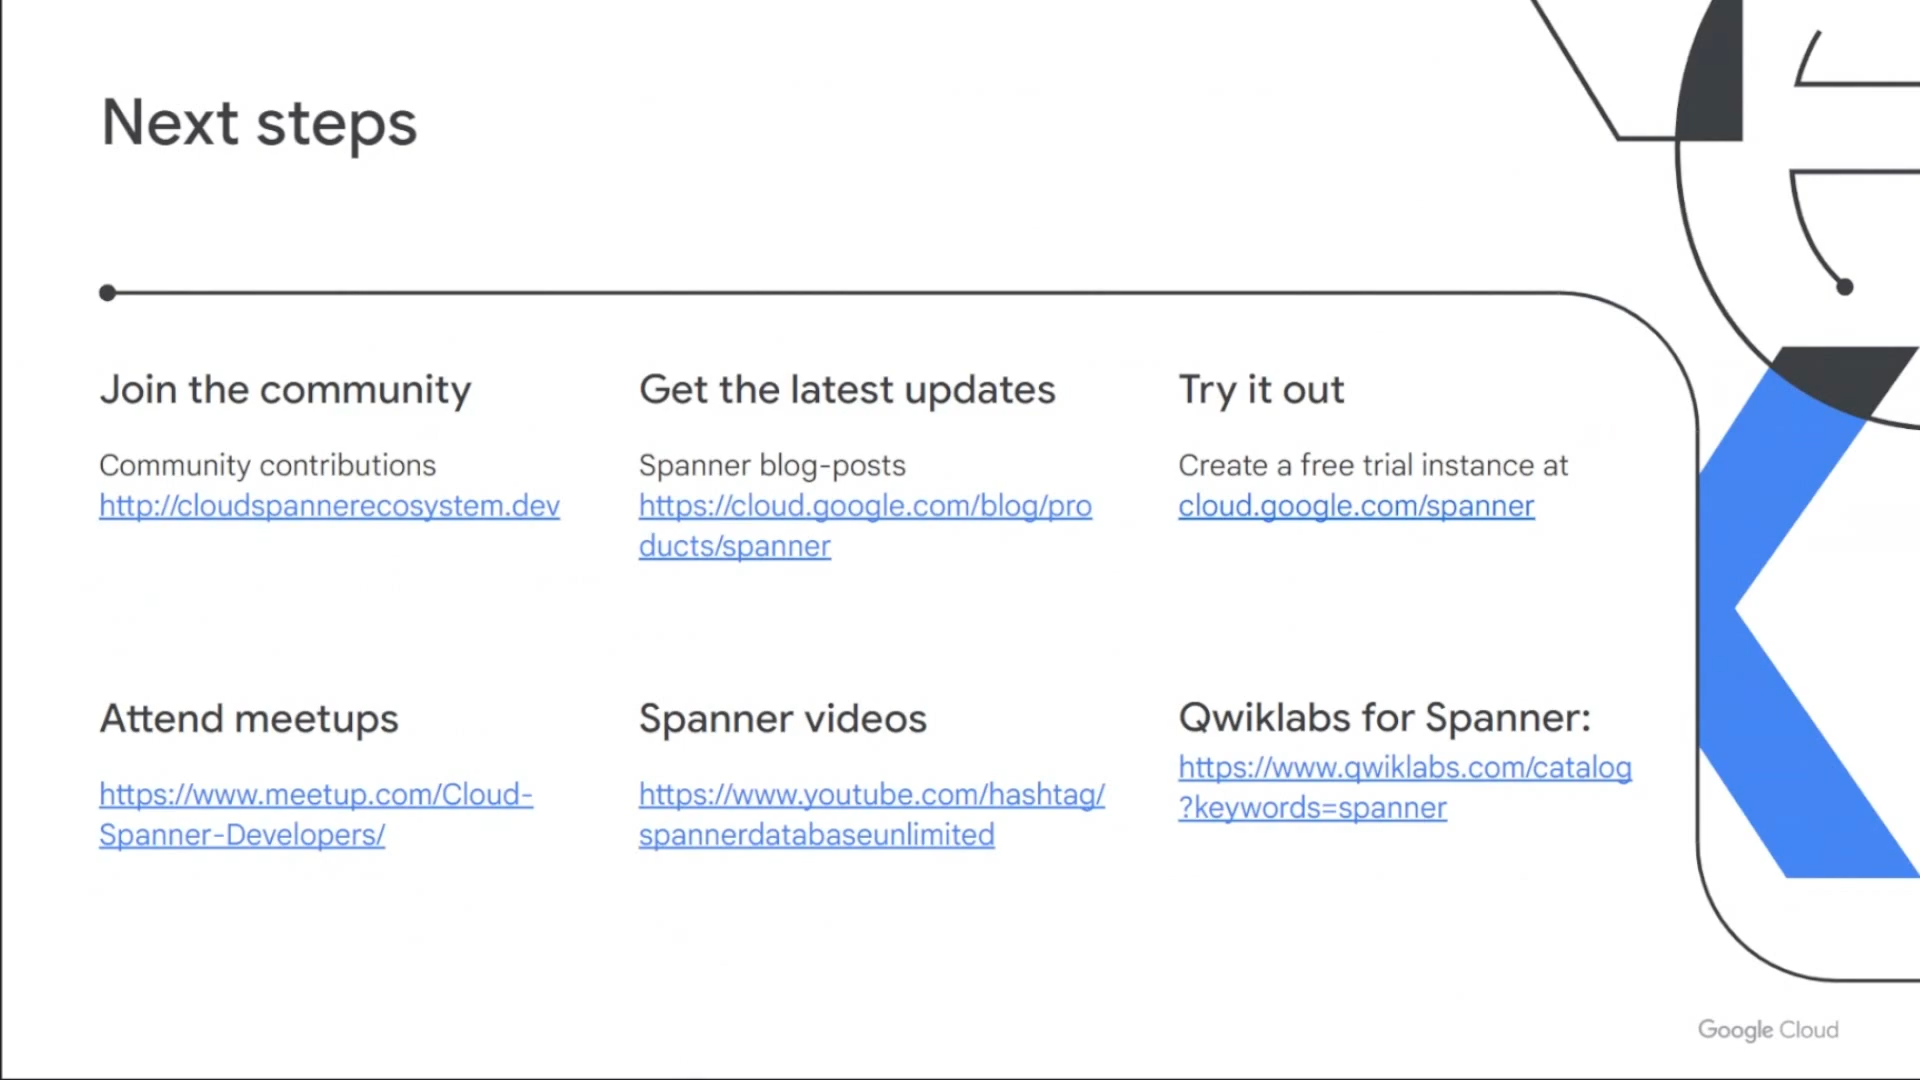 Next steps
Join the community
Community contributions
http://cloudspannerecosystem.dev
Get the latest updates
Spanner blog-posts
https://cloud.google.com/blog/pro
ducts/spanner
Try it out
Create a free trial instance at
cloud.google.com/spanner
Attend meetups
https://www.meetup.com/Cloud-
Spanner-Developers/
Spanner videos
https://www.youtube.com/hashtag/
spannerdatabaseunlimited
Qwiklabs for Spanner:
https://www.qwiklabs.com/catalog
?keywords=spanner
Google Cloud